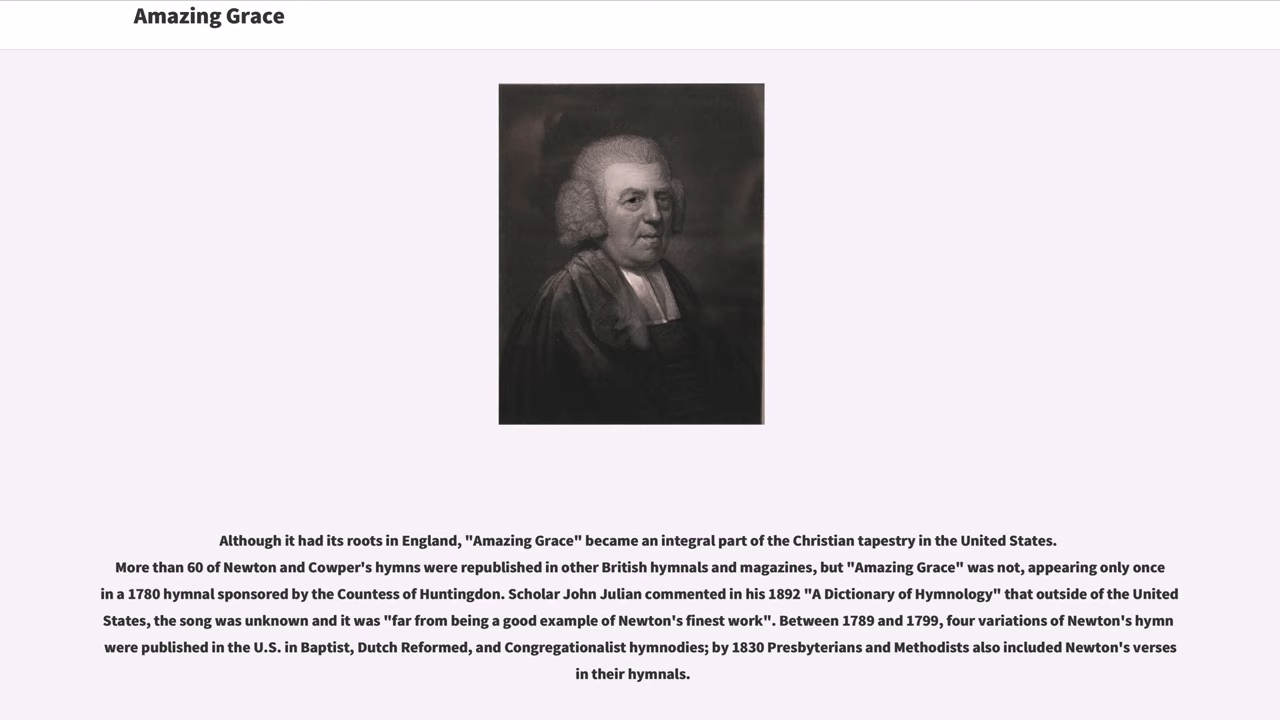 Amazing Grace
Although it had its roots in England, "Amazing Grace" became an integral part of the Christian tapestry in the United States.
More than 60 of Newton and Cowper's hymns were republished in other British hymnals and magazines, but "Amazing Grace" was not, appearing only once
in a 1780 hymnal sponsored by the Countess of Huntingdon. Scholar John Julian commented in his 1892 "A Dictionary of Hymnology" that outside of the United
States, the song was unknown and it was "far from being a good example of Newton's finest work". Between 1789 and 1799, four variations of Newton's hymn
were published in the U.S. in Baptist, Dutch Reformed, and Congregationalist hymnodies; by 1830 Presbyterians and Methodists also included Newton's verses
in their hymnals.